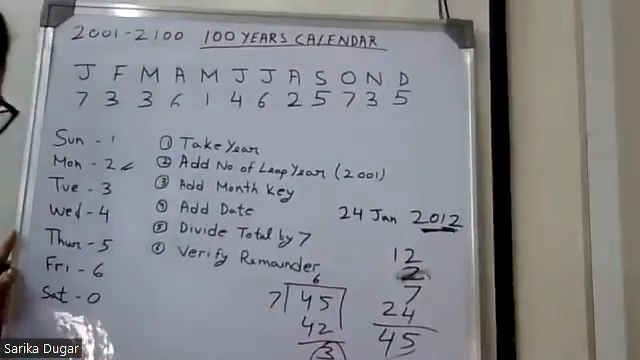 2001-2100 100 YEARS CALENDAR
J F M A M J J A S O N D
7 3 3 6 1 4 6 2 5 7 3 5
Sun - 1
Mon - 2
Tue - 3
Wed - 4
Thur - 5
Fri - 6
Sat - 0
① Take Year
② Add No of Leap Year (2001)
③ Add Month Key
④ Add Date
⑤ Divide Total by 7
⑥ Verify Remainder
24 Jan 2012
12
2
7
24
45
6
7 45
42
3
Sarika Dugar